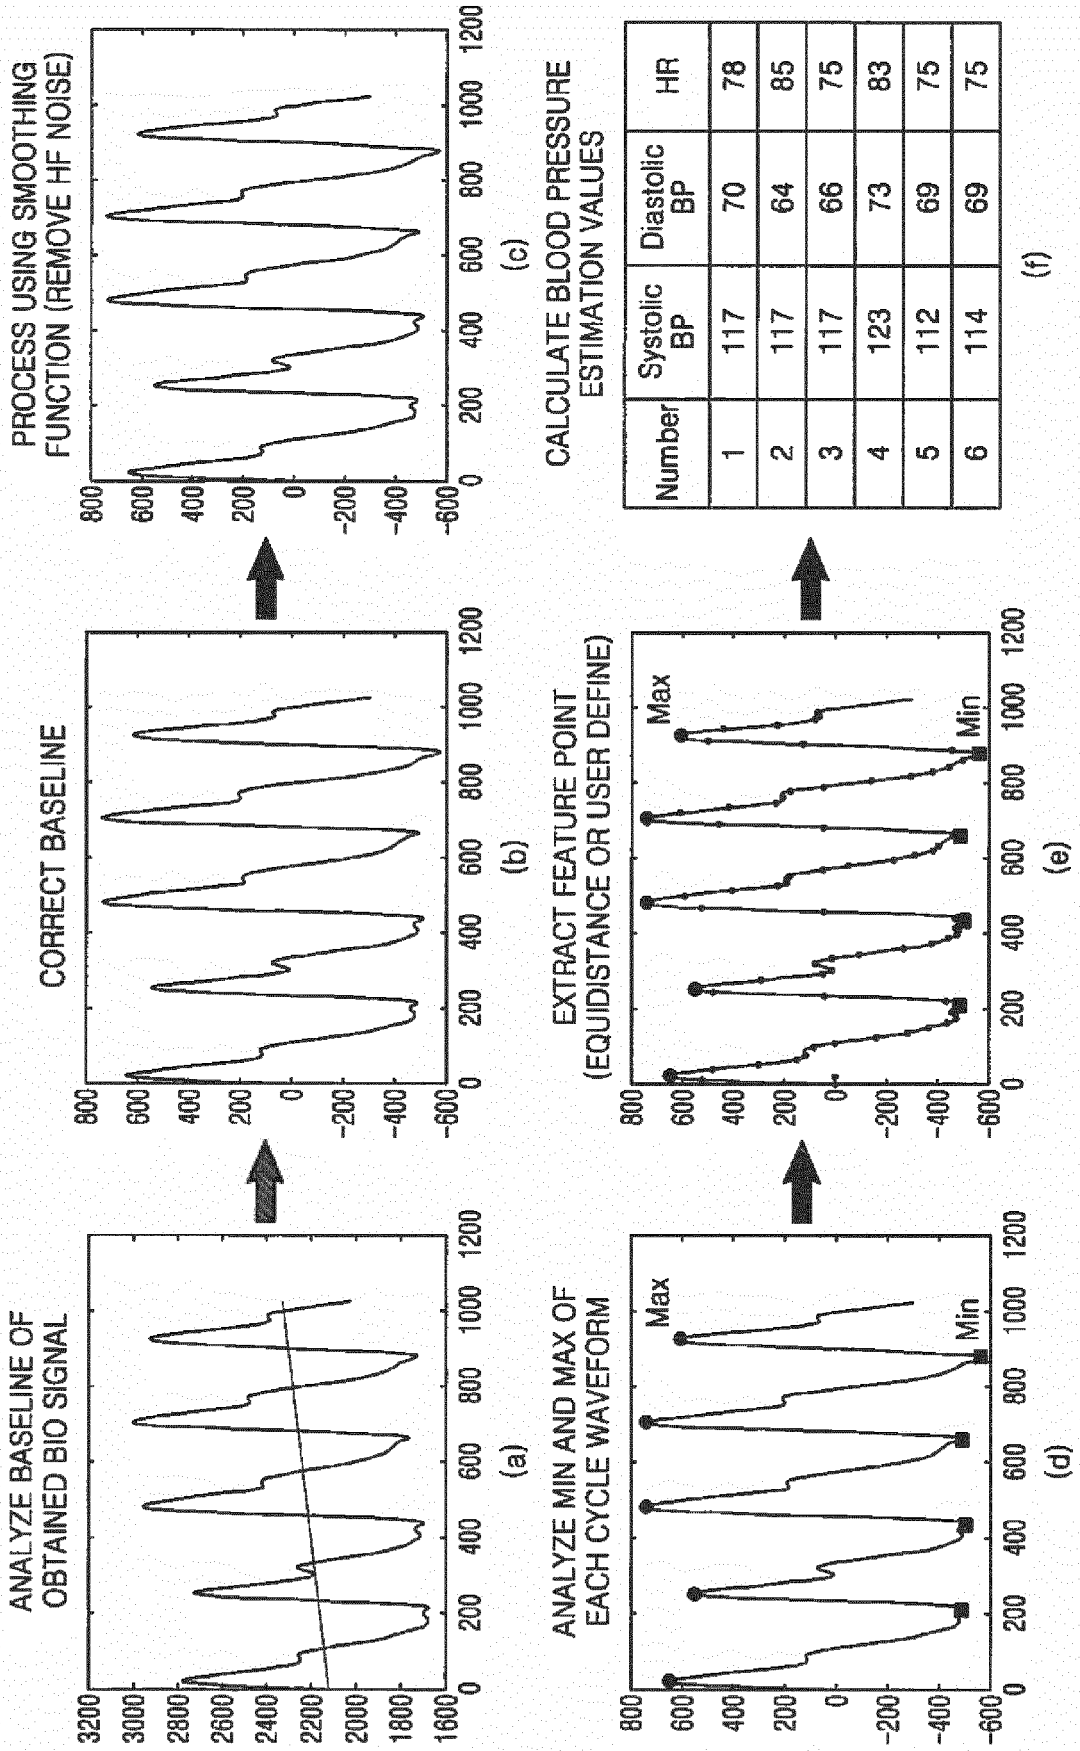 ANALYZE BASELINE OF
OBTAINED BIO SIGNAL
3200
3000
2800
2600
2400
2200
2000
1800
1600
0 200 400 600 800 1000 1200
(a)
CORRECT BASELINE
800
600
400
200
0
-200
-400
-600
0 200 400 600 800 1000 1200
(b)
PROCESS USING SMOOTHING
FUNCTION (REMOVE HF NOISE)
800
600
400
200
0
-200
-400
-600
0 200 400 600 800 1000 1200
(c)
ANALYZE MIN AND MAX OF
EACH CYCLE WAVEFORM
800
600
400
200
0
-200
-400
-600
Max
Min
0 200 400 600 800 1000 1200
(d)
EXTRACT FEATURE POINT
(EQUIDISTANCE OR USER DEFINE)
800
600
400
200
0
-200
-400
-600
Max
Min
0 200 400 600 800 1000 1200
(e)
CALCULATE BLOOD PRESSURE
ESTIMATION VALUES
Number Systolic BP Diastolic BP HR
1 117 70 78
2 117 64 85
3 117 66 75
4 123 73 83
5 112 69 75
6 114 69 75
(f)